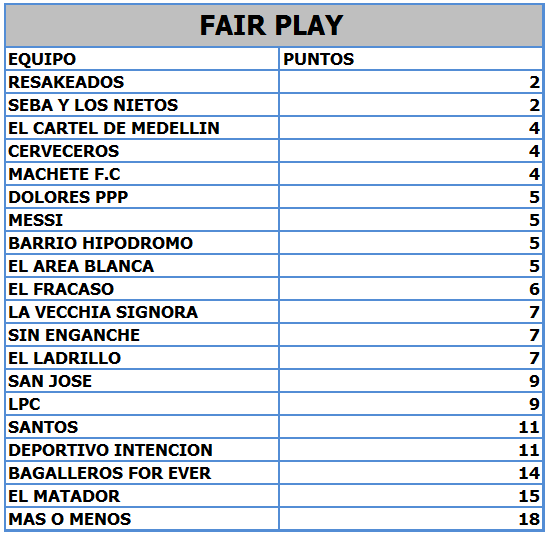 FAIR PLAY
EQUIPO PUNTOS
RESAKEADOS 2
SEBA Y LOS NIETOS 2
EL CARTEL DE MEDELLIN 4
CERVECEROS 4
MACHETE F.C 4
DOLORES PPP 5
MESSI 5
BARRIO HIPODROMO 5
EL AREA BLANCA 5
EL FRACASO 6
LA VECCHIA SIGNORA 7
SIN ENGANCHE 7
EL LADRILLO 7
SAN JOSE 9
LPC 9
SANTOS 11
DEPORTIVO INTENCION 11
BAGALLEROS FOR EVER 14
EL MATADOR 15
MAS O MENOS 18